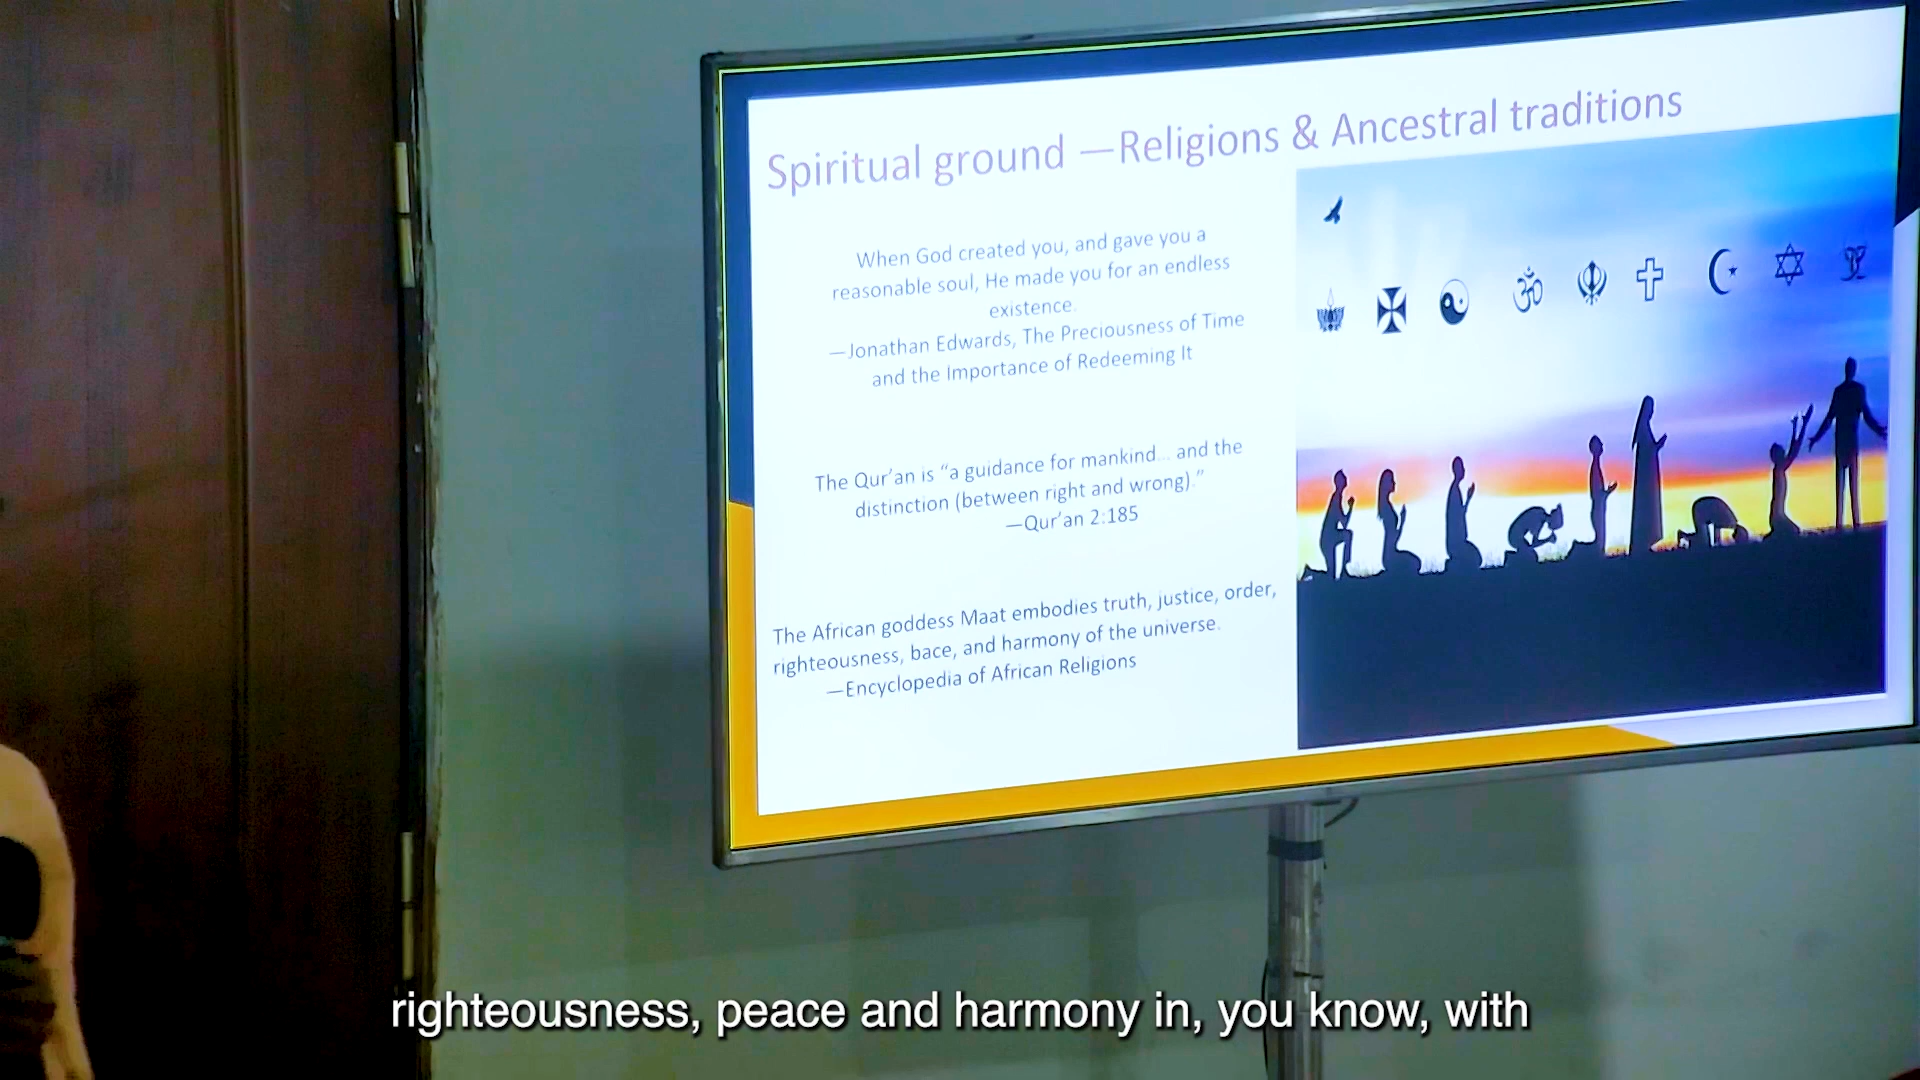 Spiritual ground —Religions & Ancestral traditions
When God created you, and gave you a
reasonable soul, He made you for an endless
existence.
—Jonathan Edwards, The Preciousness of Time
and the Importance of Redeeming It
The Qur’an is “a guidance for mankind... and the
distinction (between right and wrong).”
—Qur’an 2:185
The African goddess Maat embodies truth, justice, order,
righteousness, bace, and harmony of the universe.
—Encyclopedia of African Religions
righteousness, peace and harmony in, you know, with